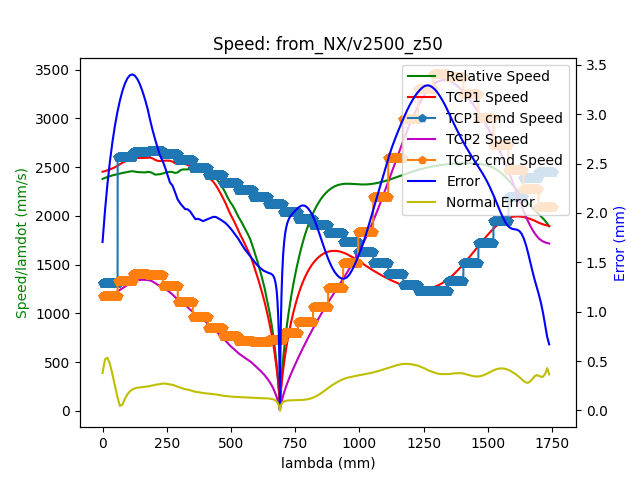 Speed: from_NX/v2500_z50
Speed/lamdot (mm/s)
3500
3000
2500
2000
1500
1000
500
0
Relative Speed
TCP1 Speed
TCP1 cmd Speed
TCP2 Speed
TCP2 cmd Speed
Error
Normal Error
3.5
3.0
2.5
2.0
1.5
1.0
0.5
0.0
Error (mm)
0 250 500 750 1000 1250 1500 1750
lambda (mm)